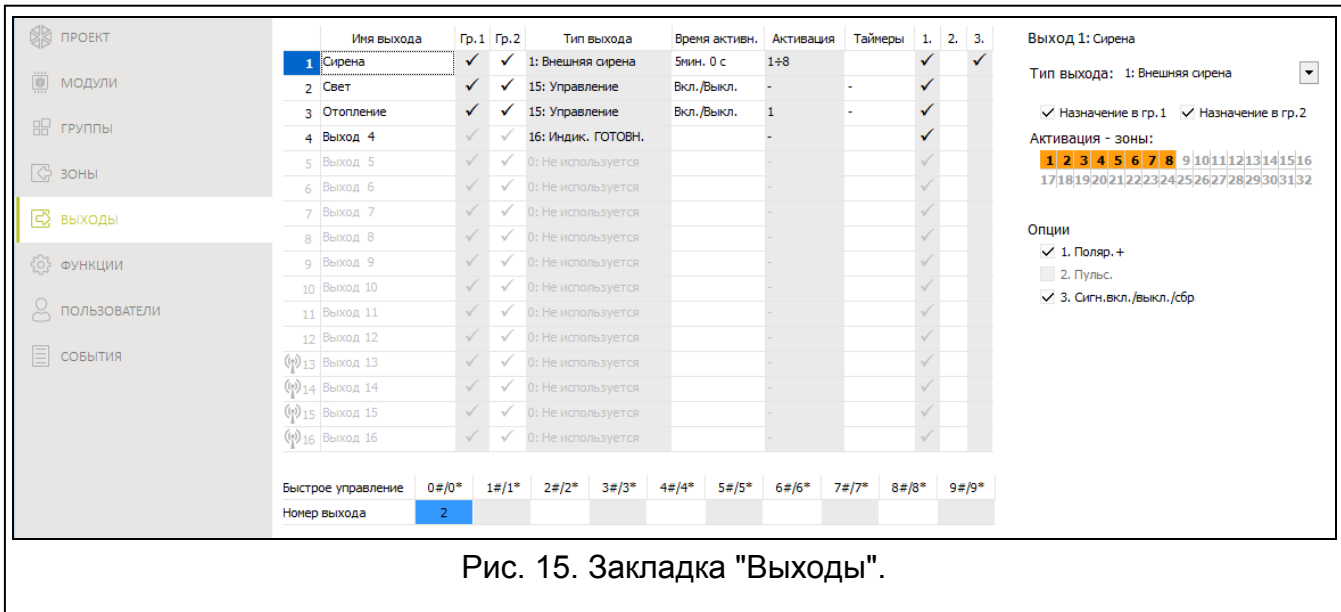 ПРОЕКТ
МОДУЛИ
ГРУППЫ
ЗОНЫ
ВЫХОДЫ
ФУНКЦИИ
ПОЛЬЗОВАТЕЛИ
СОБЫТИЯ
Имя выхода Гр.1 Гр.2 Тип выхода Время активн. Активация Таймеры 1. 2. 3.
1 Сирена ✓ ✓ 1: Внешняя сирена 5мин. 0 с 1÷8 ✓ ✓
2 Свет ✓ ✓ 15: Управление Вкл./Выкл. - - ✓
3 Отопление ✓ ✓ 15: Управление Вкл./Выкл. 1 - ✓
4 Выход 4 ✓ ✓ 16: Индик. ГОТОВН. - ✓
5 Выход 5 ✓ ✓ 0: Не используется - ✓
6 Выход 6 ✓ ✓ 0: Не используется - ✓
7 Выход 7 ✓ ✓ 0: Не используется - ✓
8 Выход 8 ✓ ✓ 0: Не используется - ✓
9 Выход 9 ✓ ✓ 0: Не используется - ✓
10 Выход 10 ✓ ✓ 0: Не используется - ✓
11 Выход 11 ✓ ✓ 0: Не используется - ✓
12 Выход 12 ✓ ✓ 0: Не используется - ✓
13 Выход 13 ✓ ✓ 0: Не используется - ✓
14 Выход 14 ✓ ✓ 0: Не используется - ✓
15 Выход 15 ✓ ✓ 0: Не используется - ✓
16 Выход 16 ✓ ✓ 0: Не используется - ✓
Быстрое управление 0#/0* 1#/1* 2#/2* 3#/3* 4#/4* 5#/5* 6#/6* 7#/7* 8#/8* 9#/9*
Номер выхода 2
Выход 1: Сирена
Тип выхода: 1: Внешняя сирена
✓ Назначение в гр.1 ✓ Назначение в гр.2
Активация - зоны:
1 2 3 4 5 6 7 8 9 10 11 12 13 14 15 16
17 18 19 20 21 22 23 24 25 26 27 28 29 30 31 32
Опции
✓ 1. Поляр. +
2. Пульс.
✓ 3. Сигн.вкл./выкл./сбр
Рис. 15. Закладка "Выходы".